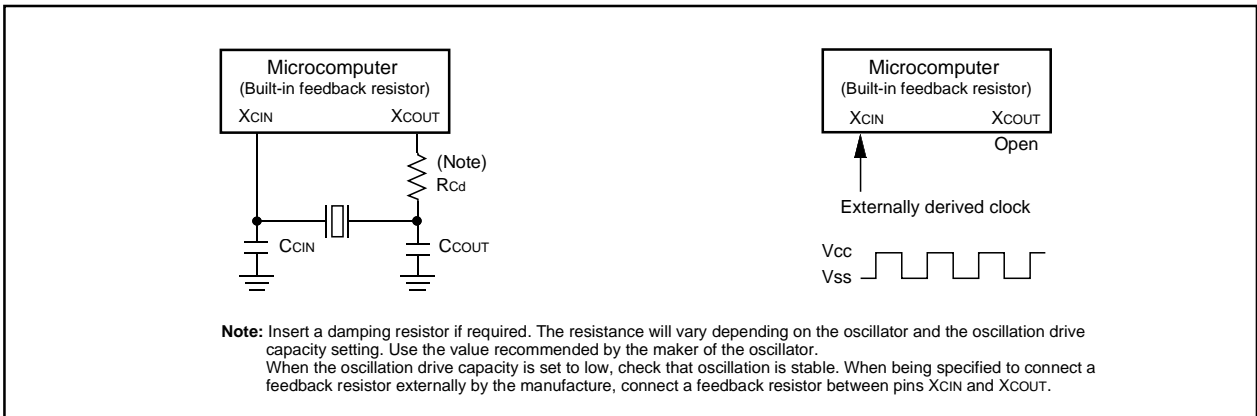 Microcomputer
(Built-in feedback resistor)
XCIN XCOUT
(Note)
RCd
CCIN
CCOUT
Microcomputer
(Built-in feedback resistor)
XCIN XCOUT
Open
Externally derived clock
Vcc
Vss
Note: Insert a damping resistor if required. The resistance will vary depending on the oscillator and the oscillation drive
capacity setting. Use the value recommended by the maker of the oscillator.
When the oscillation drive capacity is set to low, check that oscillation is stable. When being specified to connect a
feedback resistor externally by the manufacture, connect a feedback resistor between pins XCIN and XCOUT.